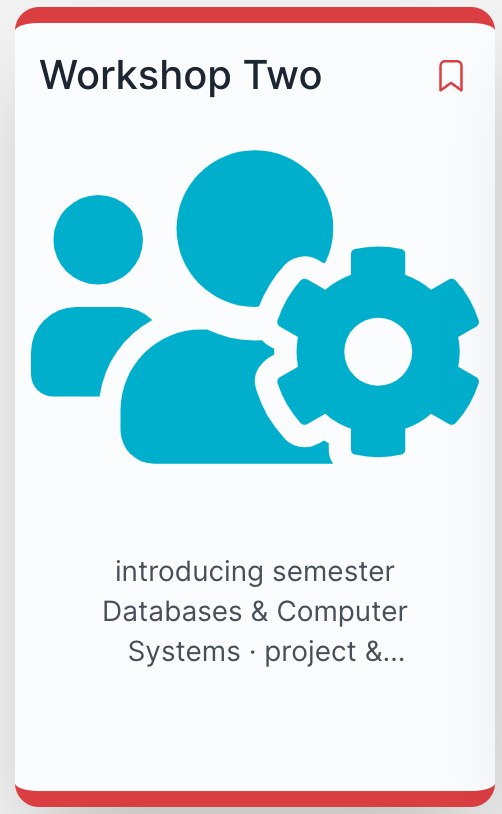 Workshop Two
introducing semester
Databases & Computer
Systems · project &...